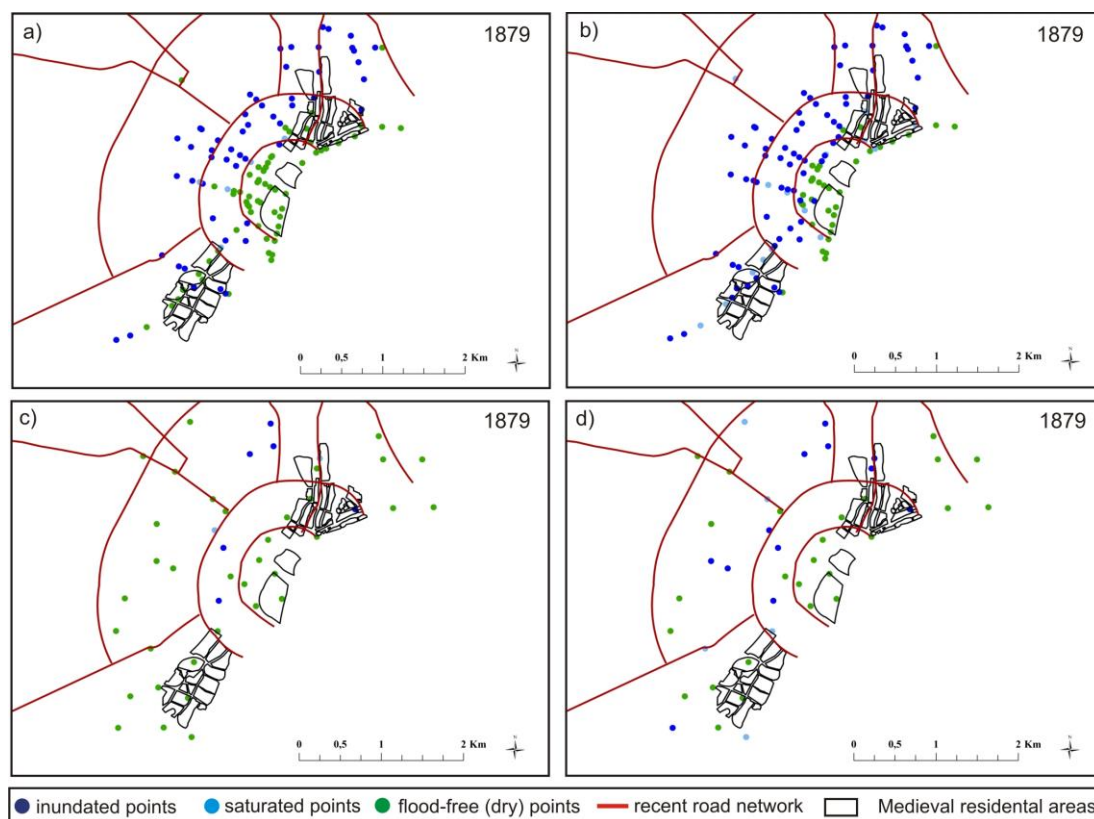 a) 1879
b) 1879
N
N
0 0,5 1 2 Km
0 0,5 1 2 Km
c) 1879
d) 1879
N
N
0 0,5 1 2 Km
0 0,5 1 2 Km
inundated points saturated points flood-free (dry) points recent road network Medieval residental areas